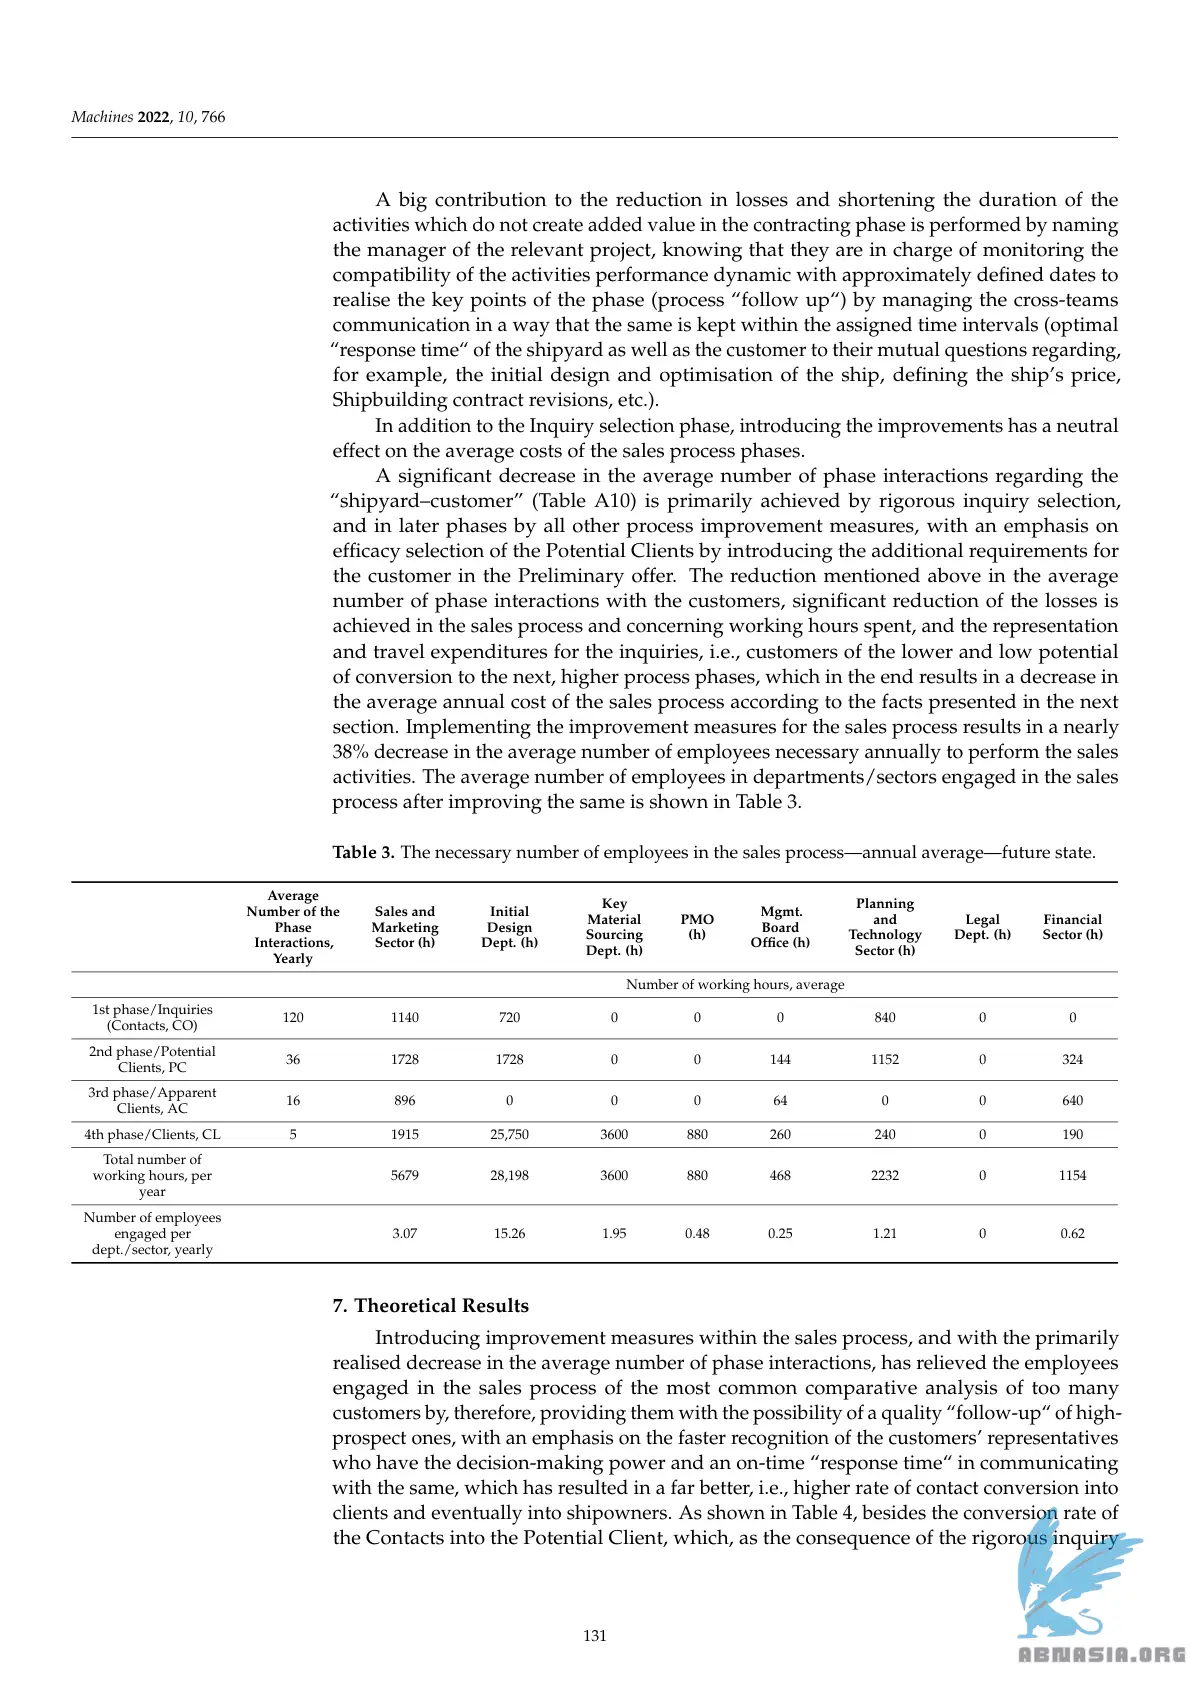 Machines 2022, 10, 766
A big contribution to the reduction in losses and shortening the duration of the
activities which do not create added value in the contracting phase is performed by naming
the manager of the relevant project, knowing that they are in charge of monitoring the
compatibility of the activities performance dynamic with approximately defined dates to
realise the key points of the phase (process “follow up“) by managing the cross-teams
communication in a way that the same is kept within the assigned time intervals (optimal
“response time“ of the shipyard as well as the customer to their mutual questions regarding,
for example, the initial design and optimisation of the ship, defining the ship’s price,
Shipbuilding contract revisions, etc.).
In addition to the Inquiry selection phase, introducing the improvements has a neutral
effect on the average costs of the sales process phases.
A significant decrease in the average number of phase interactions regarding the
“shipyard–customer” (Table A10) is primarily achieved by rigorous inquiry selection,
and in later phases by all other process improvement measures, with an emphasis on
efficacy selection of the Potential Clients by introducing the additional requirements for
the customer in the Preliminary offer. The reduction mentioned above in the average
number of phase interactions with the customers, significant reduction of the losses is
achieved in the sales process and concerning working hours spent, and the representation
and travel expenditures for the inquiries, i.e., customers of the lower and low potential
of conversion to the next, higher process phases, which in the end results in a decrease in
the average annual cost of the sales process according to the facts presented in the next
section. Implementing the improvement measures for the sales process results in a nearly
38% decrease in the average number of employees necessary annually to perform the sales
activities. The average number of employees in departments/sectors engaged in the sales
process after improving the same is shown in Table 3.
Table 3. The necessary number of employees in the sales process—annual average—future state.
Average
Number of the
Phase
Interactions,
Yearly
Sales and
Marketing
Sector (h)
Initial
Design
Dept. (h)
Key
Material
Sourcing
Dept. (h)
PMO
(h)
Mgmt.
Board
Office (h)
Planning
and
Technology
Sector (h)
Legal
Dept. (h)
Financial
Sector (h)
Number of working hours, average
1st phase/Inquiries
(Contacts, CO)
120 1140 720 0 0 0 840 0 0
2nd phase/Potential
Clients, PC
36 1728 1728 0 0 144 1152 0 324
3rd phase/Apparent
Clients, AC
16 896 0 0 0 64 0 0 640
4th phase/Clients, CL 5 1915 25,750 3600 880 260 240 0 190
Total number of
working hours, per
year
5679 28,198 3600 880 468 2232 0 1154
Number of employees
engaged per
dept./sector, yearly
3.07 15.26 1.95 0.48 0.25 1.21 0 0.62
7. Theoretical Results
Introducing improvement measures within the sales process, and with the primarily
realised decrease in the average number of phase interactions, has relieved the employees
engaged in the sales process of the most common comparative analysis of too many
customers by, therefore, providing them with the possibility of a quality “follow-up“ of high-
prospect ones, with an emphasis on the faster recognition of the customers’ representatives
who have the decision-making power and an on-time “response time“ in communicating
with the same, which has resulted in a far better, i.e., higher rate of contact conversion into
clients and eventually into shipowners. As shown in Table 4, besides the conversion rate of
the Contacts into the Potential Client, which, as the consequence of the rigorous inquiry
131
ABNASIA.ORG